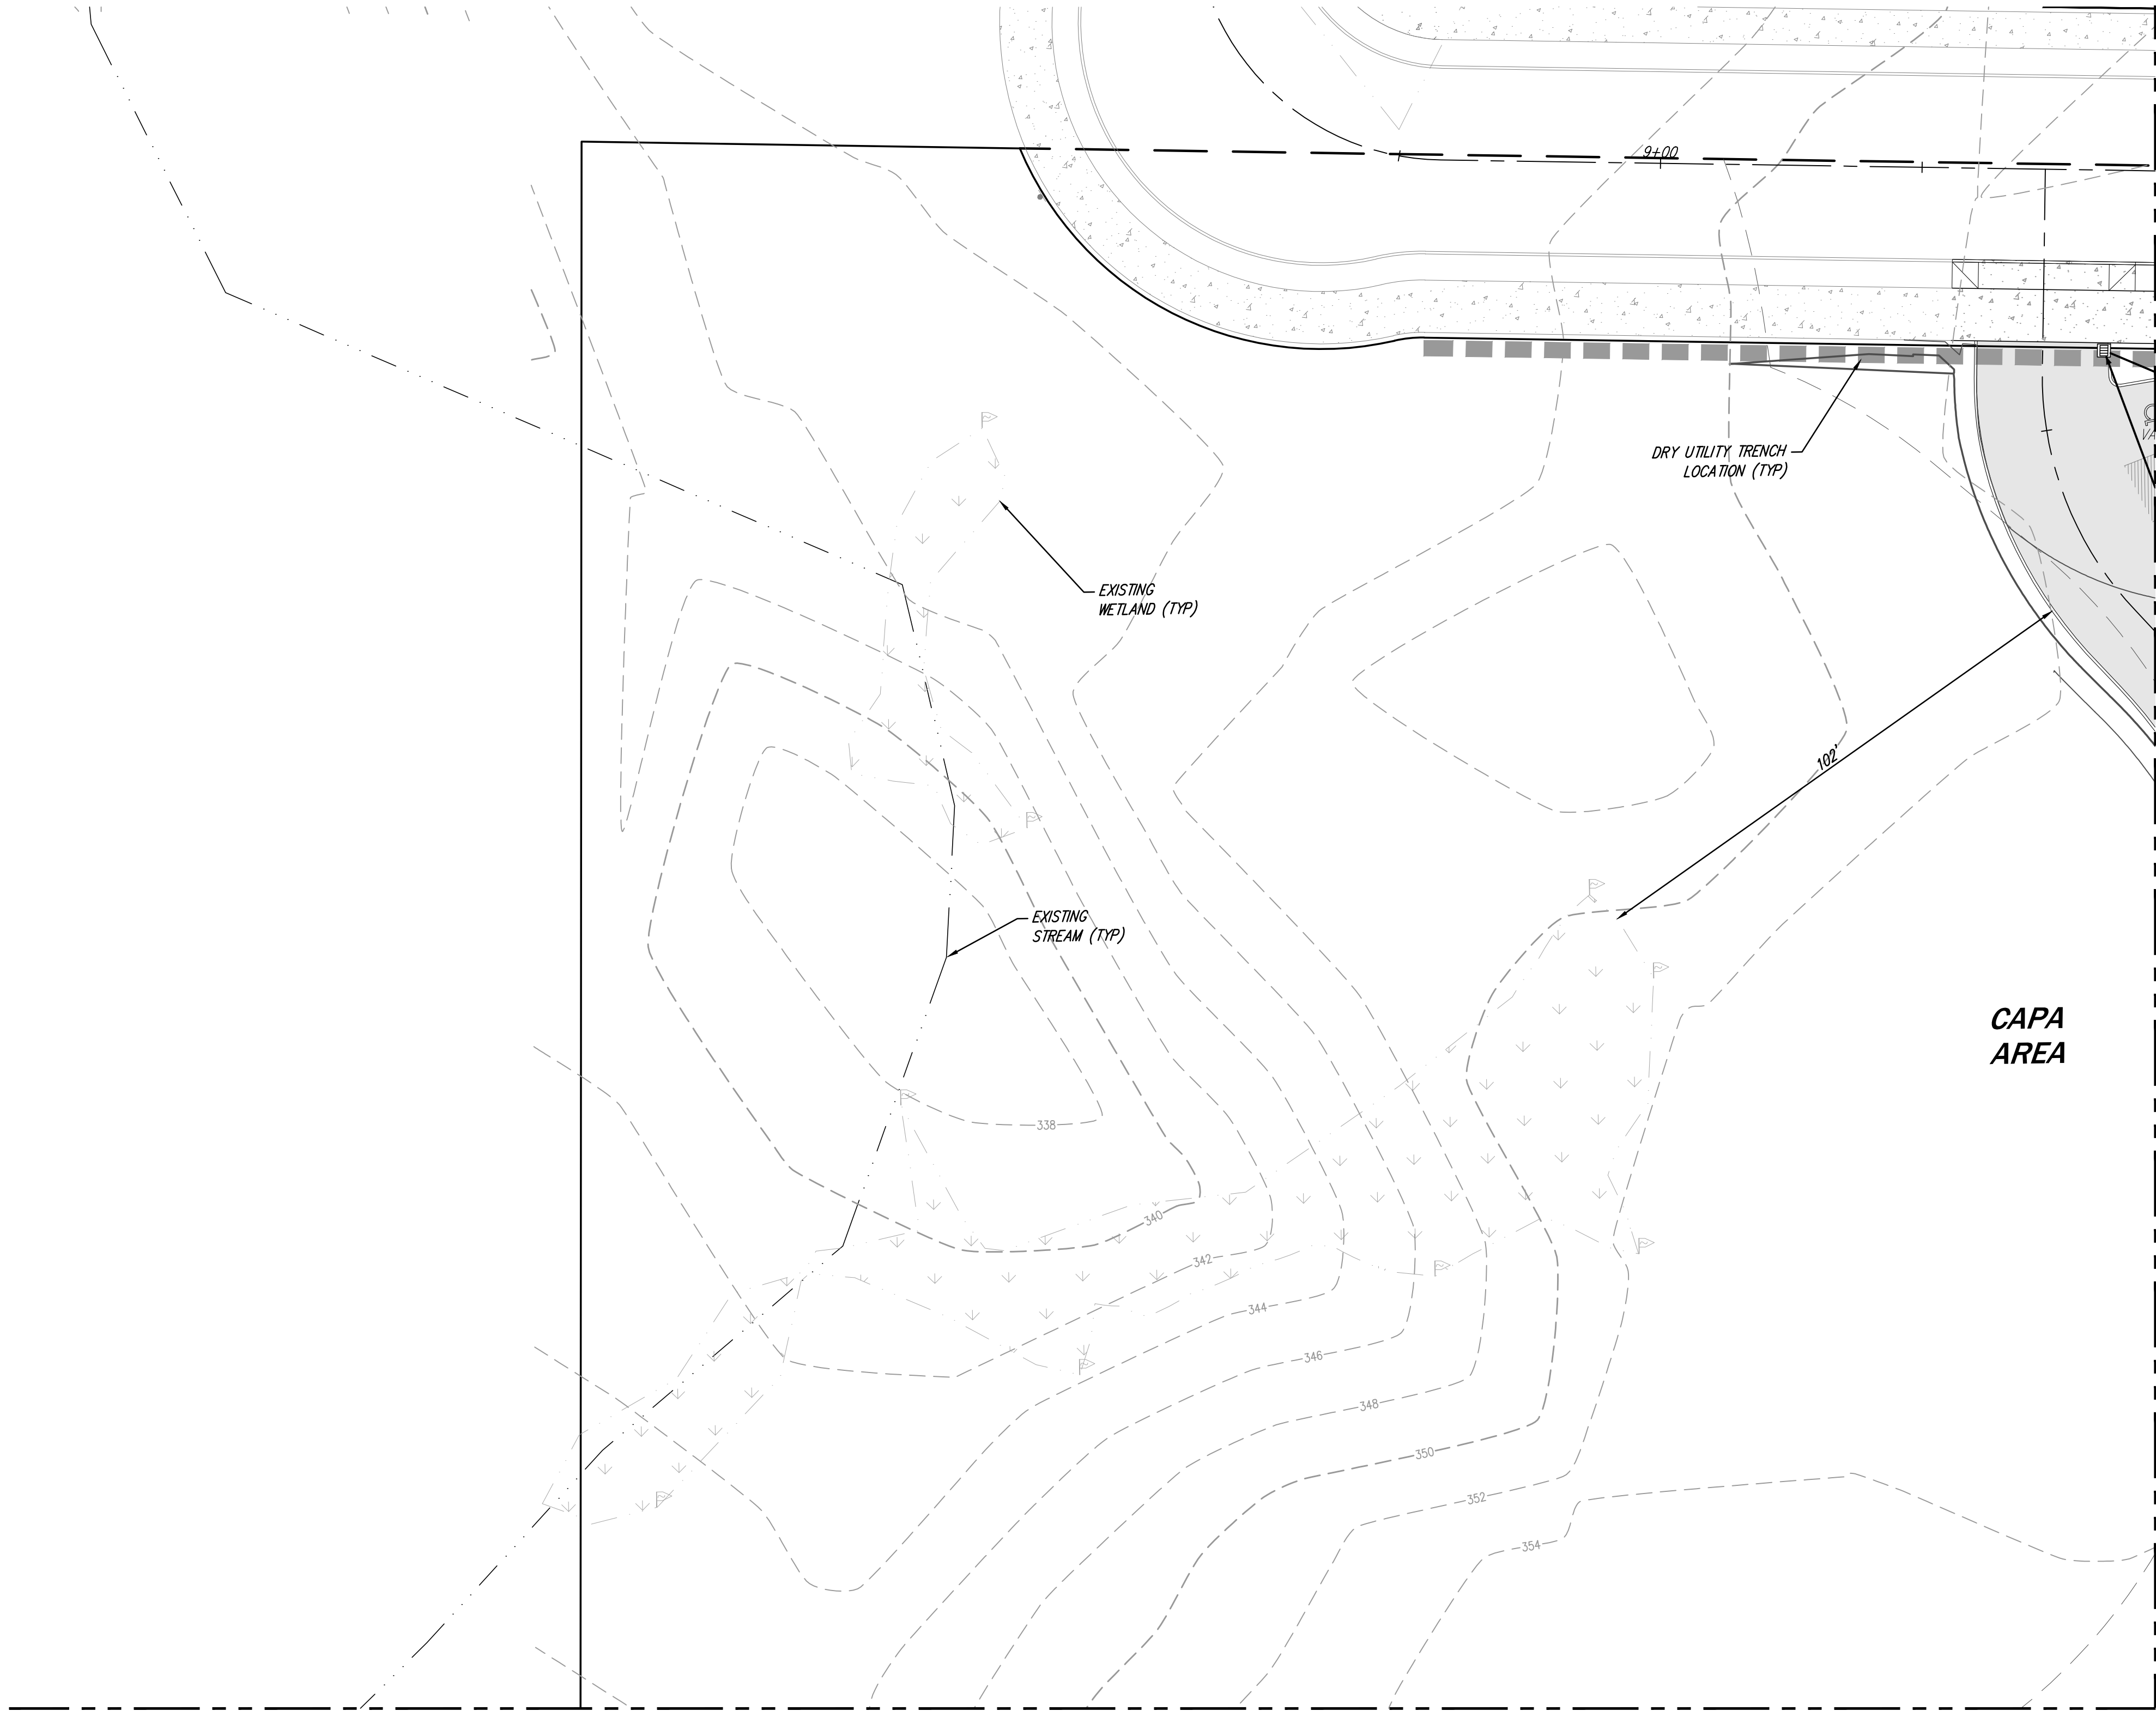 9+00
DRY UTILITY TRENCH
LOCATION (TYP)
EXISTING
WETLAND (TYP)
102'
EXISTING
STREAM (TYP)
CAPA
AREA
338
340
342
344
346
348
350
352
354